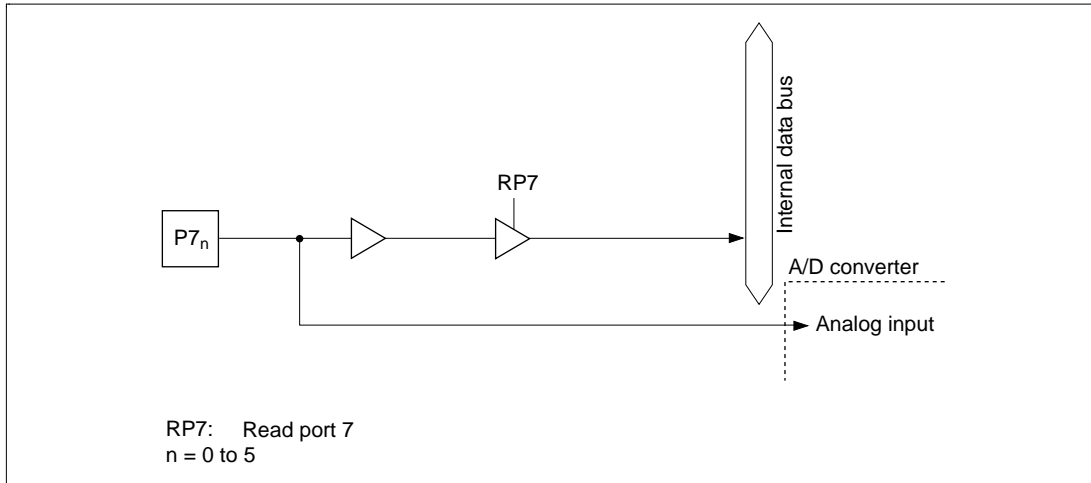 RP7
P7n
Internal data bus
A/D converter
Analog input
RP7: Read port 7
n = 0 to 5